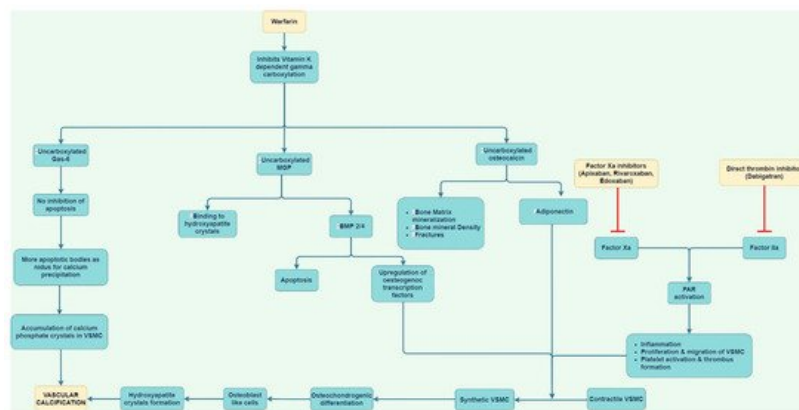 Warfarin
Inhibits Vitamin K
dependent gamma
carboxylation
Uncarboxylated
Gas-6
Uncarboxylated
MGP
Uncarboxylated
osteocalcin
Factor Xa inhibitors
(Apixaban, Rivaroxaban,
Edoxaban)
Direct thrombin inhibitor
(Dabigatran)
No inhibition of
apoptosis
Binding to
hydroxyapatite
crystals
BMP 2/4
Bone Matrix
mineralization
Bone mineral Density
Fractures
Adiponectin
Factor Xa
Factor IIa
More apoptotic bodies as
nidus for calcium
precipitation
Apoptosis
Upregulation of
oesteogenoc
transcription
factors
PAR
activation
Accumulation of calcium
phosphate crystals in VSMC
Inflammation
Proliferation & migration of VSMC
Platelet activation & thrombus
formation
VASCULAR
CALCIFICATION
Hydroxyapatite
crystals formation
Osteoblast
like cells
Osteochondrogenic
differentiation
Synthetic VSMC
Contractile VSMC